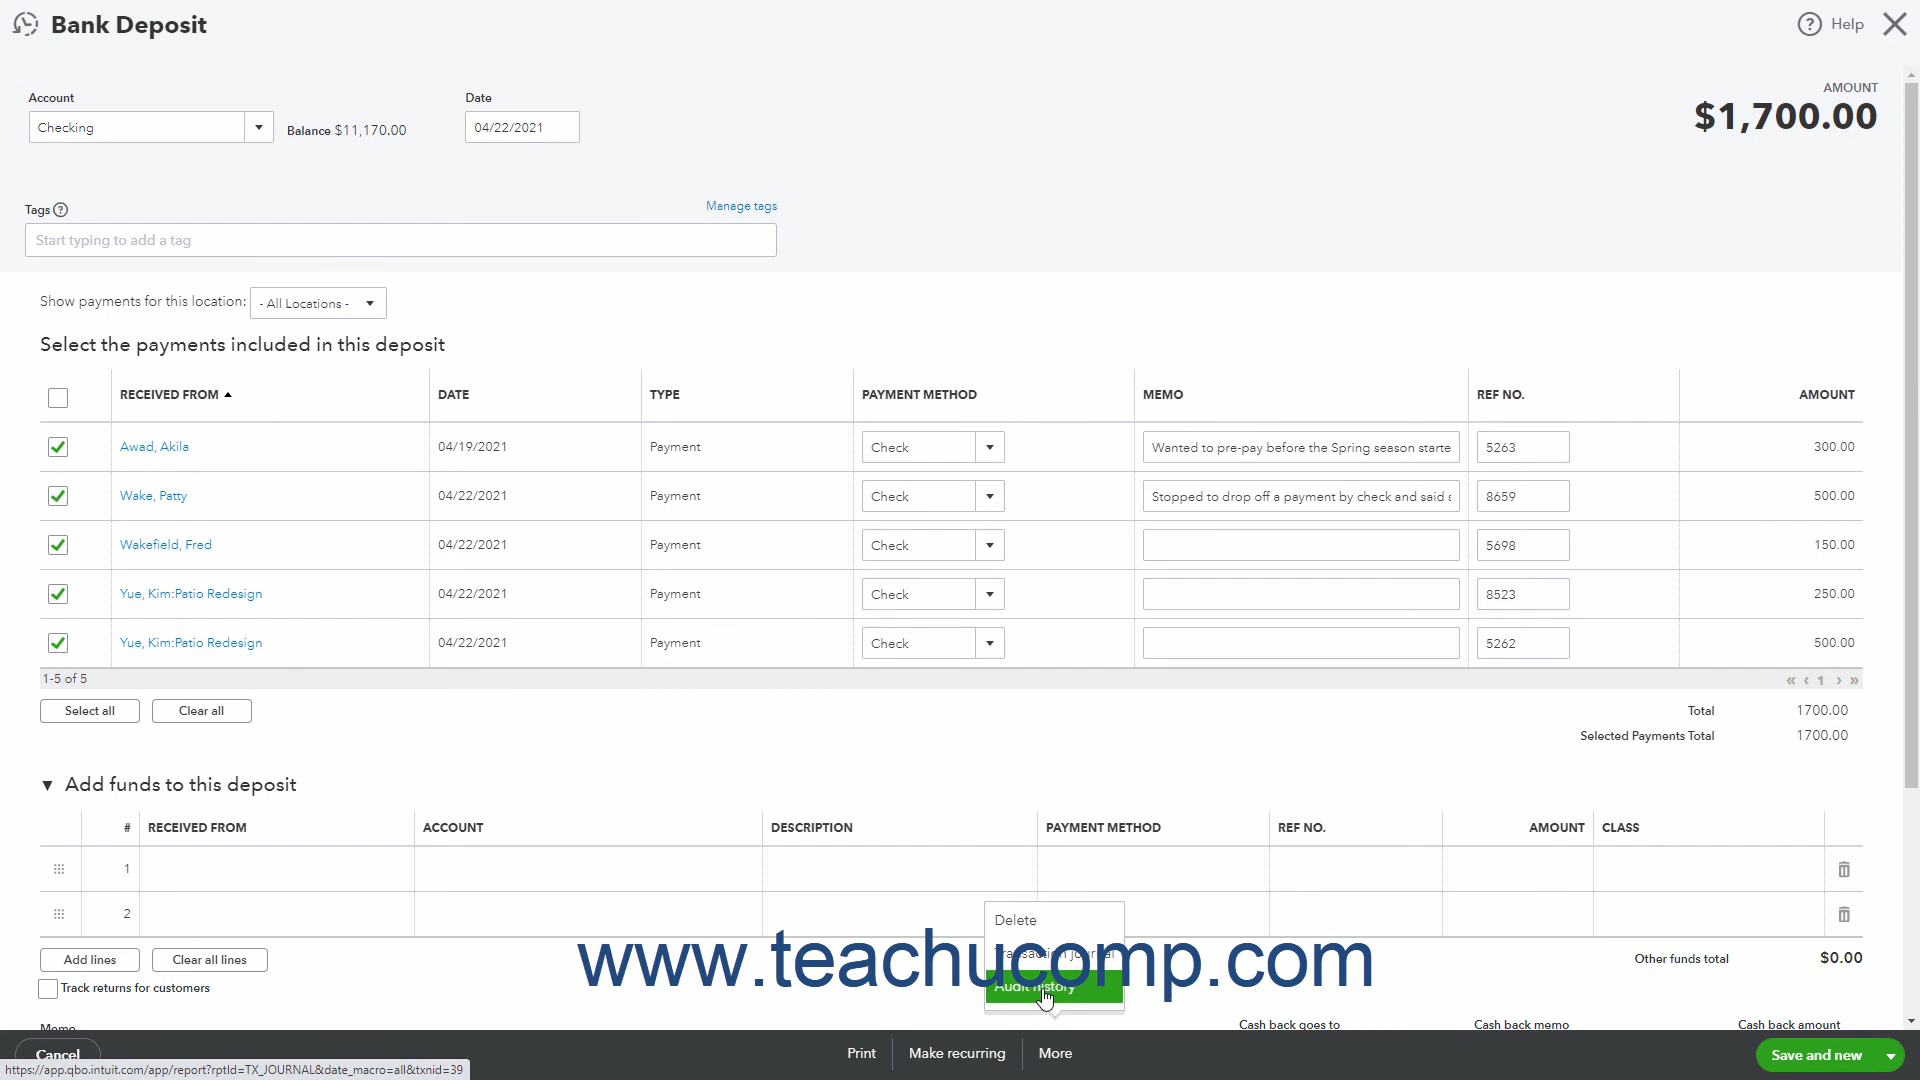 Bank Deposit
Help
Account
Date
AMOUNT
Checking
Balance $11,170.00
04/22/2021
$1,700.00
Tags
Manage tags
Start typing to add a tag
Show payments for this location: - All Locations -
Select the payments included in this deposit
RECEIVED FROM DATE TYPE PAYMENT METHOD MEMO REF NO. AMOUNT
Awad, Akila 04/19/2021 Payment Check Wanted to pre-pay before the Spring season starte 5263 300.00
Wake, Patty 04/22/2021 Payment Check Stopped to drop off a payment by check and said s 8659 500.00
Wakefield, Fred 04/22/2021 Payment Check 5698 150.00
Yue, Kim:Patio Redesign 04/22/2021 Payment Check 8523 250.00
Yue, Kim:Patio Redesign 04/22/2021 Payment Check 5262 500.00
1-5 of 5 « ‹ 1 › »
Select all Clear all Total 1700.00
Selected Payments Total 1700.00
Add funds to this deposit
# RECEIVED FROM ACCOUNT DESCRIPTION PAYMENT METHOD REF NO. AMOUNT CLASS
1
2
Delete
Transaction journal
Audit history
www.teachucomp.com
Add lines Clear all lines Other funds total $0.00
Track returns for customers
Memo Cash back goes to Cash back memo Cash back amount
Cancel Print Make recurring More Save and new
https://app.qbo.intuit.com/app/report?rptId=TX_JOURNAL&date_macro=all&txnid=39